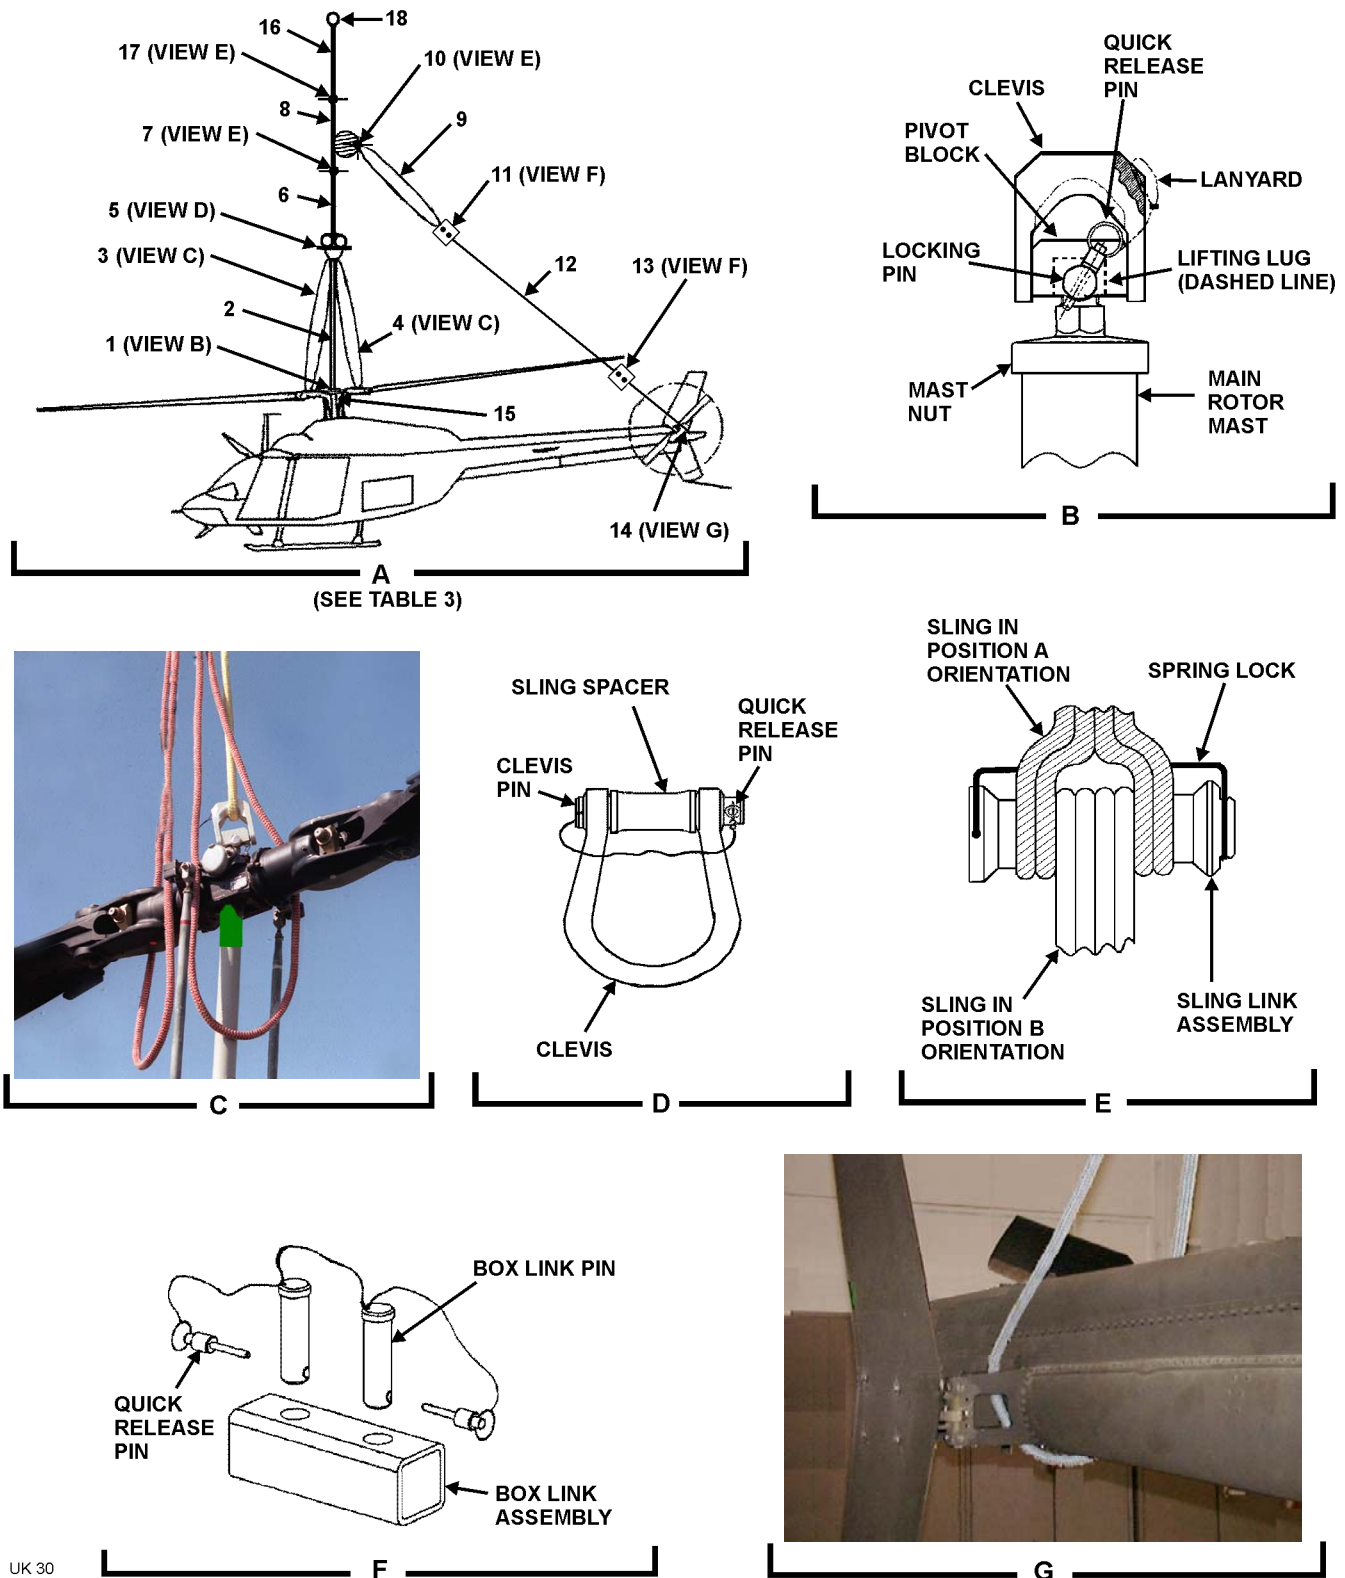 16
18
17 (VIEW E)
10 (VIEW E)
8
9
7 (VIEW E)
11 (VIEW F)
6
5 (VIEW D)
3 (VIEW C)
12
13 (VIEW F)
2
4 (VIEW C)
1 (VIEW B)
15
14 (VIEW G)
A
(SEE TABLE 3)
QUICK
RELEASE
PIN
CLEVIS
PIVOT
BLOCK
LANYARD
LOCKING
PIN
LIFTING LUG
(DASHED LINE)
MAST
NUT
MAIN
ROTOR
MAST
B
C
SLING SPACER
QUICK
RELEASE
PIN
CLEVIS
PIN
CLEVIS
D
SLING IN
POSITION A
ORIENTATION
SPRING LOCK
SLING IN
POSITION B
ORIENTATION
SLING LINK
ASSEMBLY
E
BOX LINK PIN
QUICK
RELEASE
PIN
BOX LINK
ASSEMBLY
F
G
UK 30